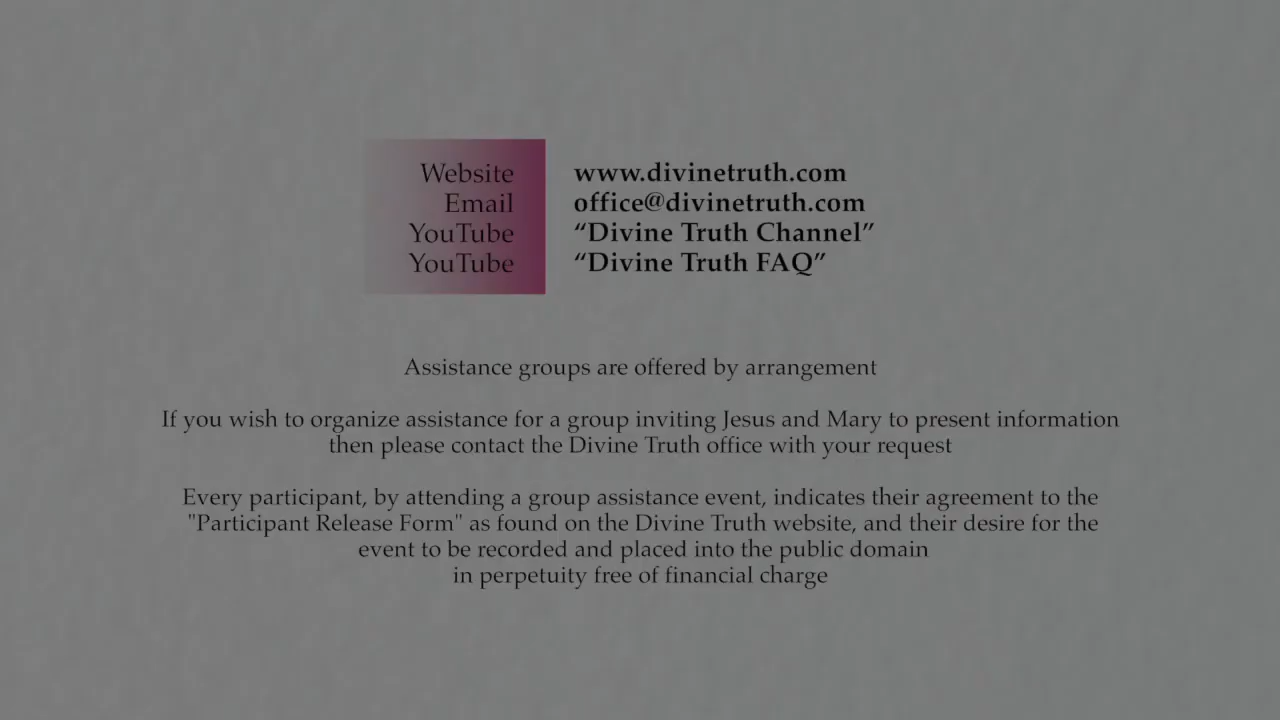 Website www.divinetruth.com
Email office@divinetruth.com
YouTube “Divine Truth Channel”
YouTube “Divine Truth FAQ”
Assistance groups are offered by arrangement
If you wish to organize assistance for a group inviting Jesus and Mary to present information
then please contact the Divine Truth office with your request
Every participant, by attending a group assistance event, indicates their agreement to the
"Participant Release Form" as found on the Divine Truth website, and their desire for the
event to be recorded and placed into the public domain
in perpetuity free of financial charge